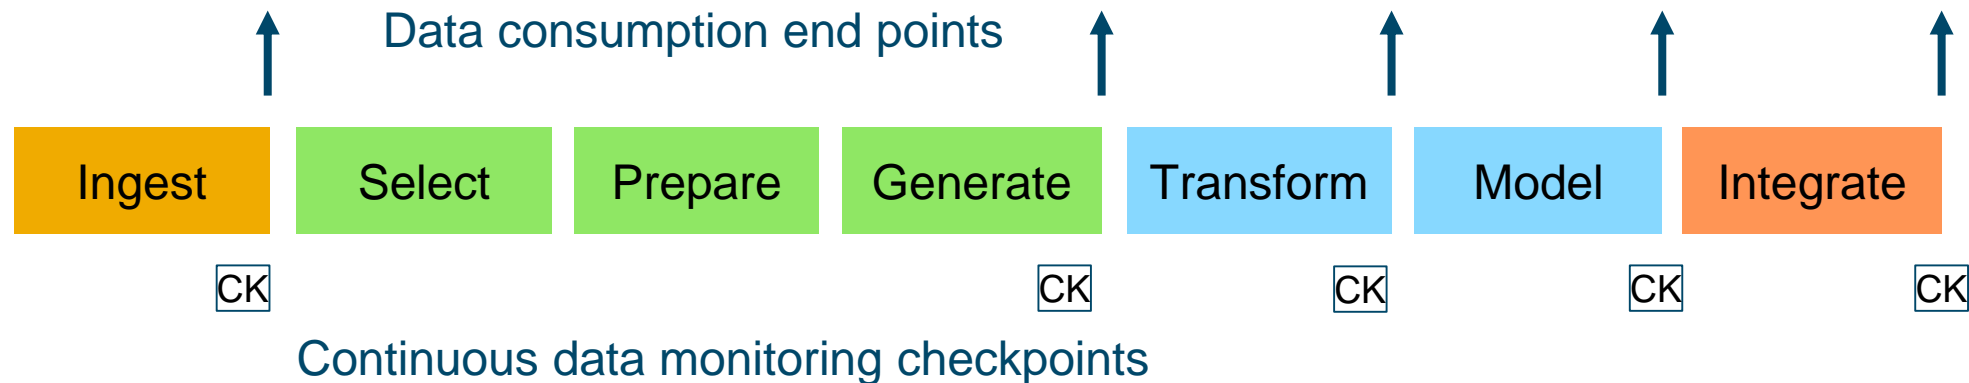 Data consumption end points
Ingest Select Prepare Generate Transform Model Integrate
CK CK CK CK CK
Continuous data monitoring checkpoints